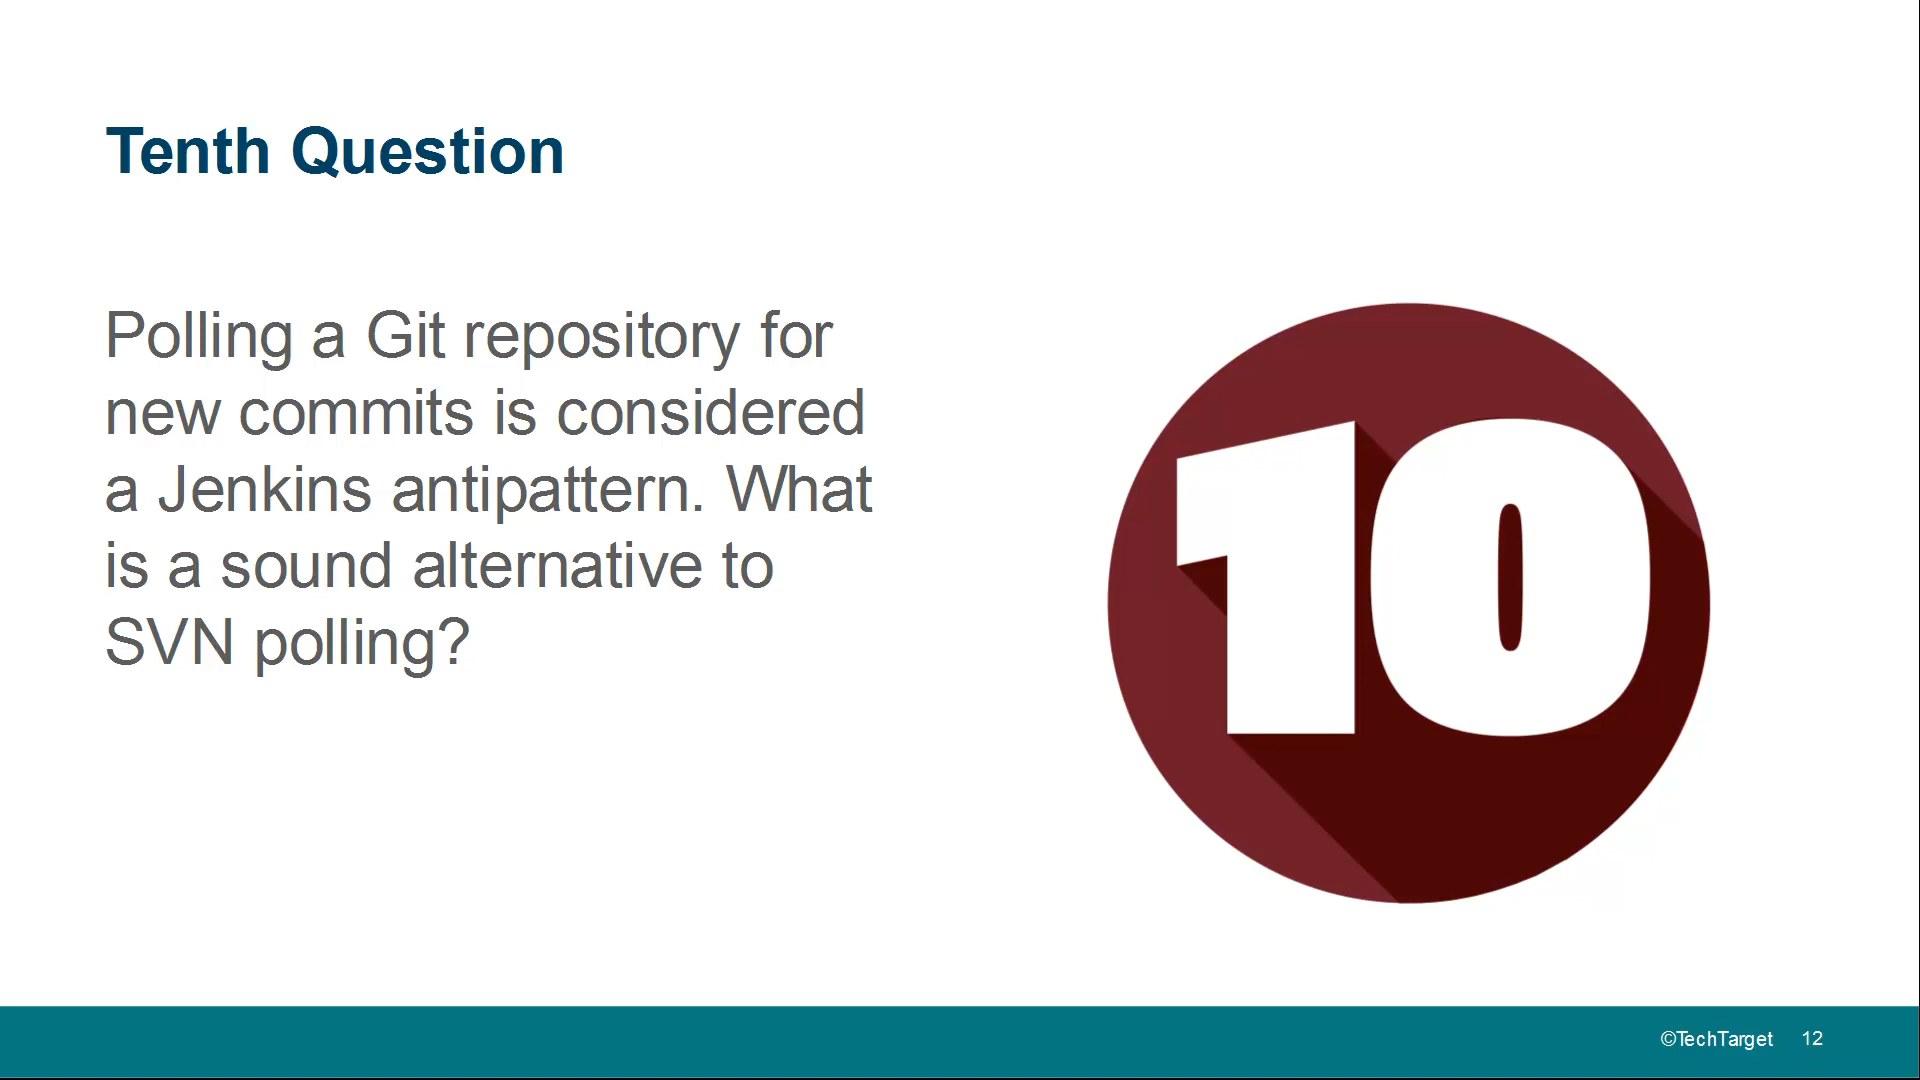 Tenth Question
Polling a Git repository for
new commits is considered
a Jenkins antipattern. What
is a sound alternative to
SVN polling?
10
©TechTarget 12